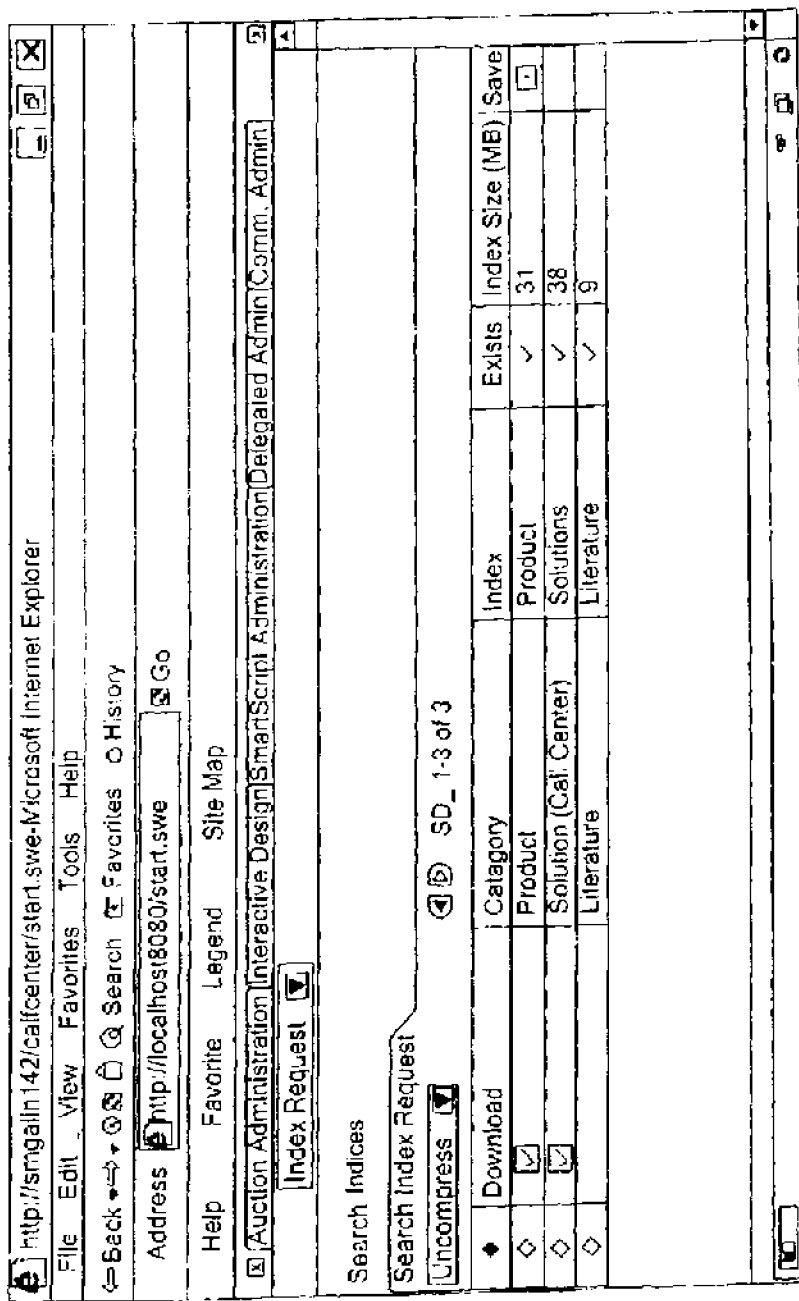 http://smgalin142/callcenter/start.swe-Microsoft Internet Explorer
File Edit View Favorites Tools Help
Back Search Favorites History
Address http://localhost8080/start.swe Go
Help Favorite Legend Site Map
Auction Administration Interactive Design SmartScript Administration Delegated Admin Comm. Admin
Index Request
Search Indices
Search Index Request
Uncompress SD_ 1-3 of 3
Download Catagory Index Exists Index Size (MB) Save
Product Product 31
Solution (Call Center) Solutions 38
Literature Literature 9